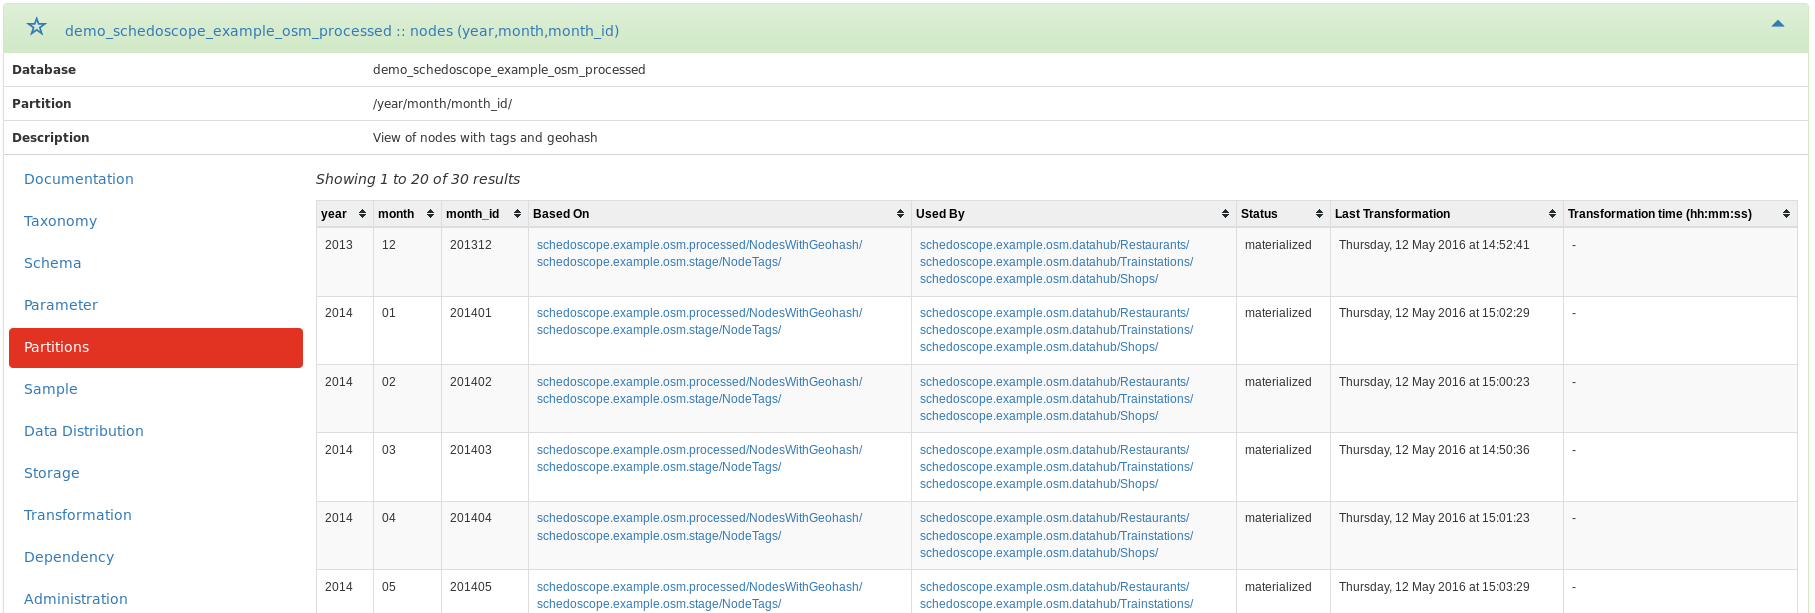 demo_schedoscope_example_osm_processed :: nodes (year,month,month_id)
Database demo_schedoscope_example_osm_processed
Partition /year/month/month_id/
Description View of nodes with tags and geohash
Documentation
Taxonomy
Schema
Parameter
Partitions
Sample
Data Distribution
Storage
Transformation
Dependency
Administration
Showing 1 to 20 of 30 results
year month month_id Based On Used By Status Last Transformation Transformation time (hh:mm:ss)
2013 12 201312 schedoscope.example.osm.processed/NodesWithGeohash/ schedoscope.example.osm.datahub/Restaurants/ materialized Thursday, 12 May 2016 at 14:52:41 -
schedoscope.example.osm.stage/NodeTags/ schedoscope.example.osm.datahub/Trainstations/
schedoscope.example.osm.datahub/Shops/
2014 01 201401 schedoscope.example.osm.processed/NodesWithGeohash/ schedoscope.example.osm.datahub/Restaurants/ materialized Thursday, 12 May 2016 at 15:02:29 -
schedoscope.example.osm.stage/NodeTags/ schedoscope.example.osm.datahub/Trainstations/
schedoscope.example.osm.datahub/Shops/
2014 02 201402 schedoscope.example.osm.processed/NodesWithGeohash/ schedoscope.example.osm.datahub/Restaurants/ materialized Thursday, 12 May 2016 at 15:00:23 -
schedoscope.example.osm.stage/NodeTags/ schedoscope.example.osm.datahub/Trainstations/
schedoscope.example.osm.datahub/Shops/
2014 03 201403 schedoscope.example.osm.processed/NodesWithGeohash/ schedoscope.example.osm.datahub/Restaurants/ materialized Thursday, 12 May 2016 at 14:50:36 -
schedoscope.example.osm.stage/NodeTags/ schedoscope.example.osm.datahub/Trainstations/
schedoscope.example.osm.datahub/Shops/
2014 04 201404 schedoscope.example.osm.processed/NodesWithGeohash/ schedoscope.example.osm.datahub/Restaurants/ materialized Thursday, 12 May 2016 at 15:01:23 -
schedoscope.example.osm.stage/NodeTags/ schedoscope.example.osm.datahub/Trainstations/
schedoscope.example.osm.datahub/Shops/
2014 05 201405 schedoscope.example.osm.processed/NodesWithGeohash/ schedoscope.example.osm.datahub/Restaurants/ materialized Thursday, 12 May 2016 at 15:03:29 -
schedoscope.example.osm.stage/NodeTags/ schedoscope.example.osm.datahub/Trainstations/